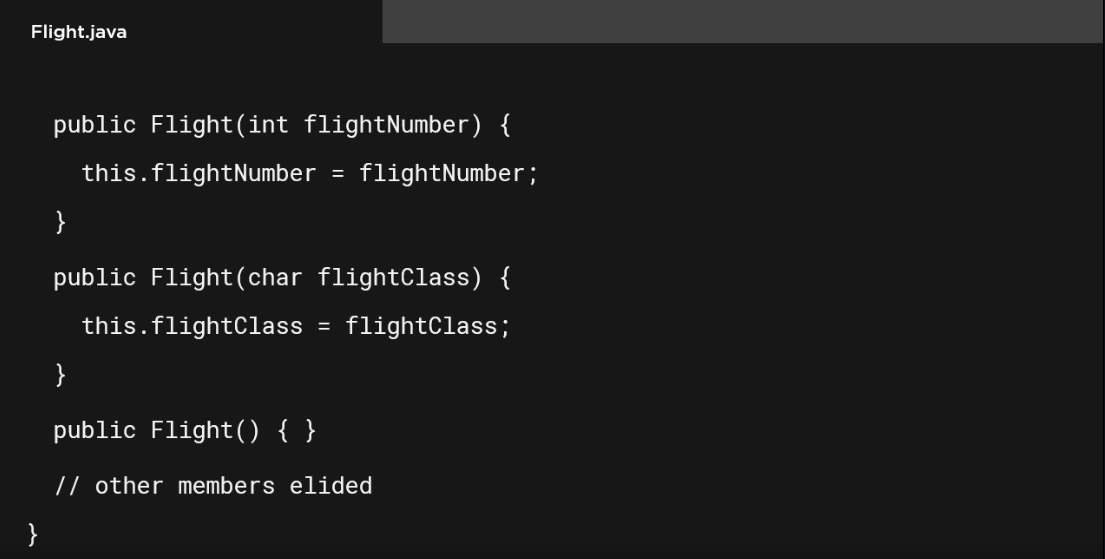 Flight.java
public Flight(int flightNumber) {
this.flightNumber = flightNumber;
}
public Flight(char flightClass) {
this.flightClass = flightClass;
}
public Flight() { }
// other members elided
}